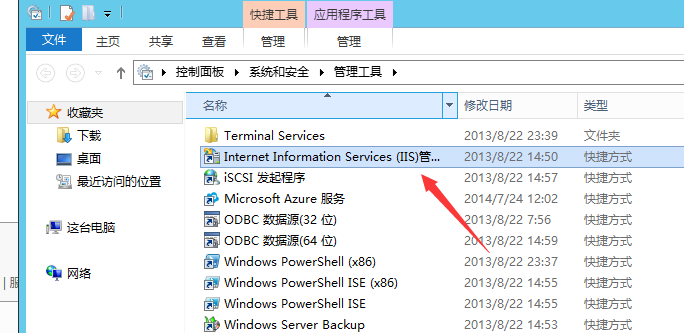 快捷工具 应用程序工具
文件 主页 共享 查看 管理 管理
控制面板 系统和安全 管理工具
收藏夹
下载
桌面
最近访问的位置
这台电脑
网络
服
名称 修改日期 类型
Terminal Services 2013/8/22 23:39 文件夹
Internet Information Services (IIS)管... 2013/8/22 14:50 快捷方式
iSCSI 发起程序 2013/8/22 14:57 快捷方式
Microsoft Azure 服务 2014/7/24 12:02 快捷方式
ODBC 数据源(32 位) 2013/8/22 7:56 快捷方式
ODBC 数据源(64 位) 2013/8/22 14:59 快捷方式
Windows PowerShell (x86) 2013/8/22 23:37 快捷方式
Windows PowerShell ISE (x86) 2013/8/22 14:55 快捷方式
Windows PowerShell ISE 2013/8/22 14:55 快捷方式
Windows Server Backup 2013/8/22 14:53 快捷方式